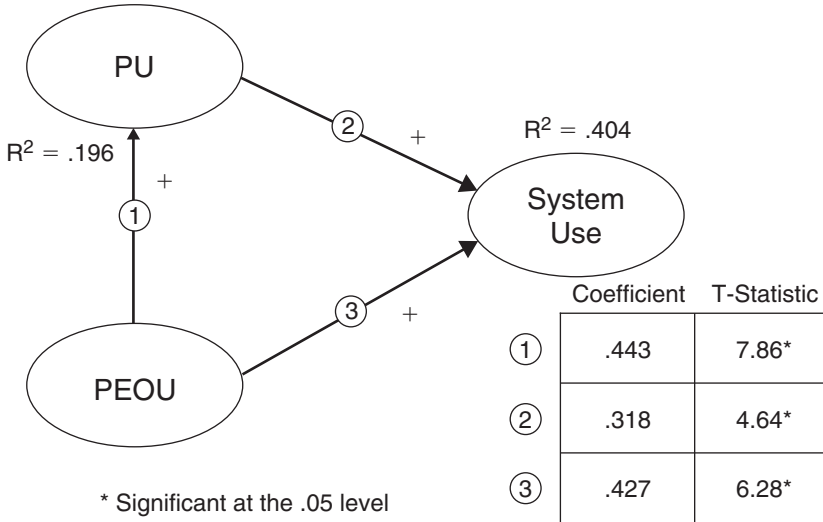 PU
② +
R² = .404
R² = .196
+
①
System
Use
③ +
PEOU
Coefficient T-Statistic
① .443 7.86*
② .318 4.64*
③ .427 6.28*
* Significant at the .05 level